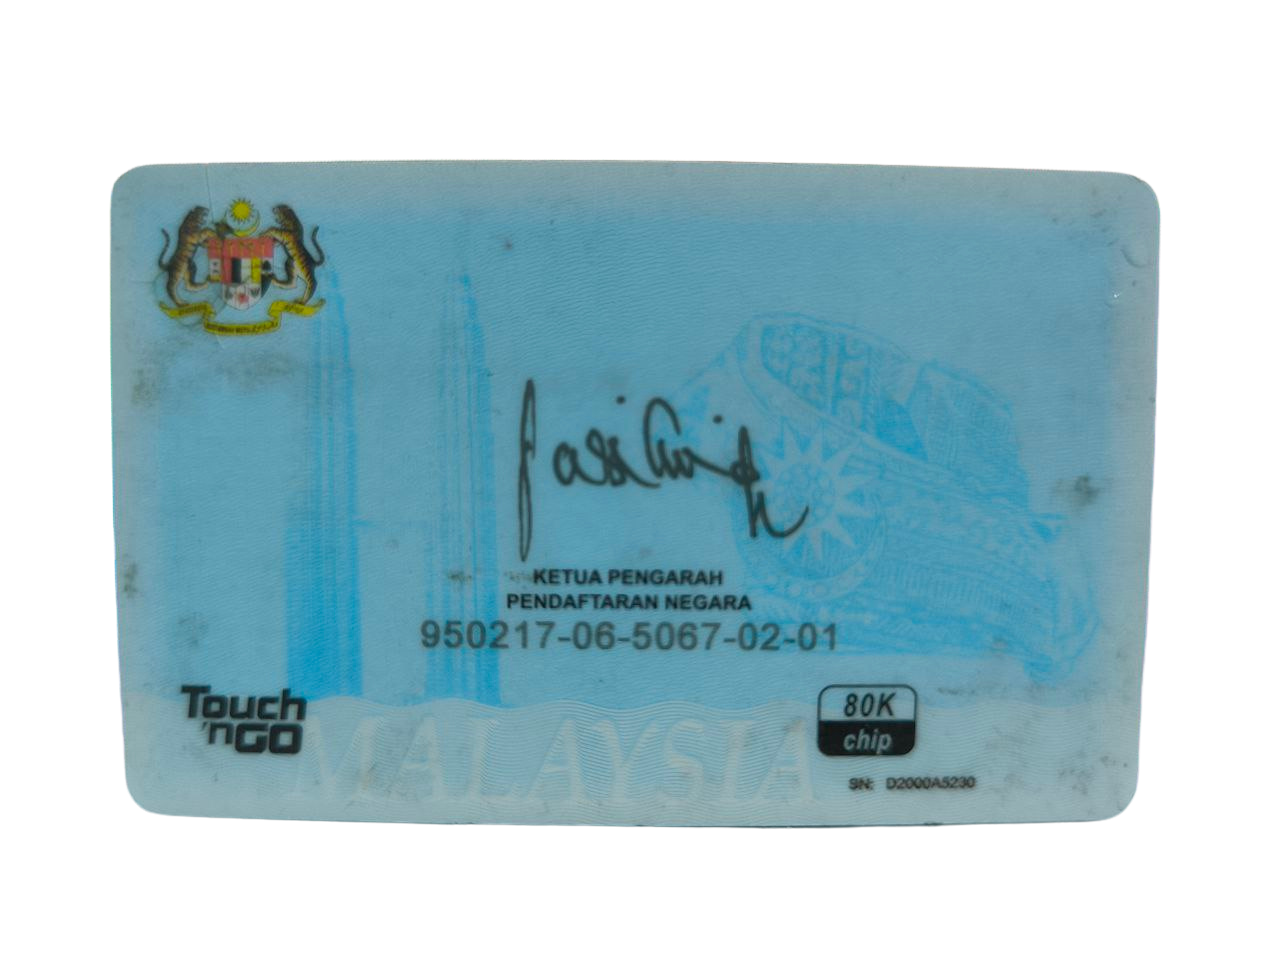 KETUA PENGARAH
PENDAFTARAN NEGARA
950217-06-5067-02-01
Touch
'n GO
MALAYSIA
80K
chip
SN: D2000A5230